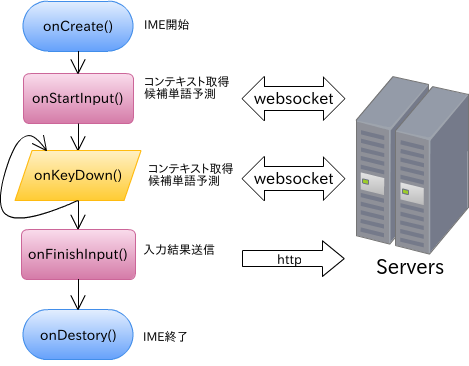 onCreate()
IME開始
onStartInput()
コンテキスト取得
候補単語予測
websocket
onKeyDown()
コンテキスト取得
候補単語予測
websocket
onFinishInput()
入力結果送信
http
Servers
onDestory()
IME終了